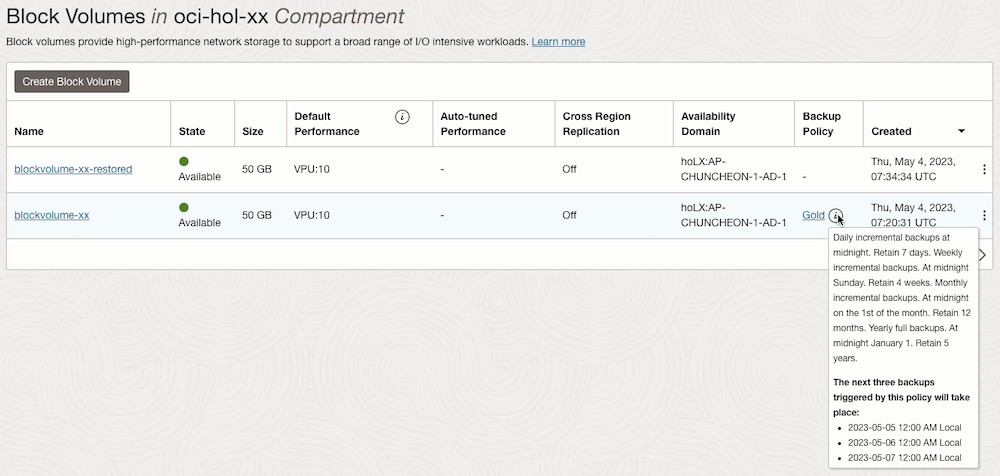 Block Volumes in oci-hol-xx Compartment
Block volumes provide high-performance network storage to support a broad range of I/O intensive workloads. Learn more
Create Block Volume
Name
State
Size
Default
Performance
Auto-tuned
Performance
Cross Region
Replication
Availability
Domain
Backup
Policy
Created
blockvolume-xx-restored
Available
50 GB
VPU:10
-
Off
hoLX:AP-
CHUNCHEON-1-AD-1
-
Thu, May 4, 2023,
07:34:34 UTC
blockvolume-xx
Available
50 GB
VPU:10
-
Off
hoLX:AP-
CHUNCHEON-1-AD-1
Gold
Thu, May 4, 2023,
07:20:31 UTC
Daily incremental backups at
midnight. Retain 7 days. Weekly
incremental backups. At midnight
Sunday. Retain 4 weeks. Monthly
incremental backups. At midnight
on the 1st of the month. Retain 12
months. Yearly full backups. At
midnight January 1. Retain 5
years.
The next three backups
triggered by this policy will take
place:
• 2023-05-05 12:00 AM Local
• 2023-05-06 12:00 AM Local
• 2023-05-07 12:00 AM Local